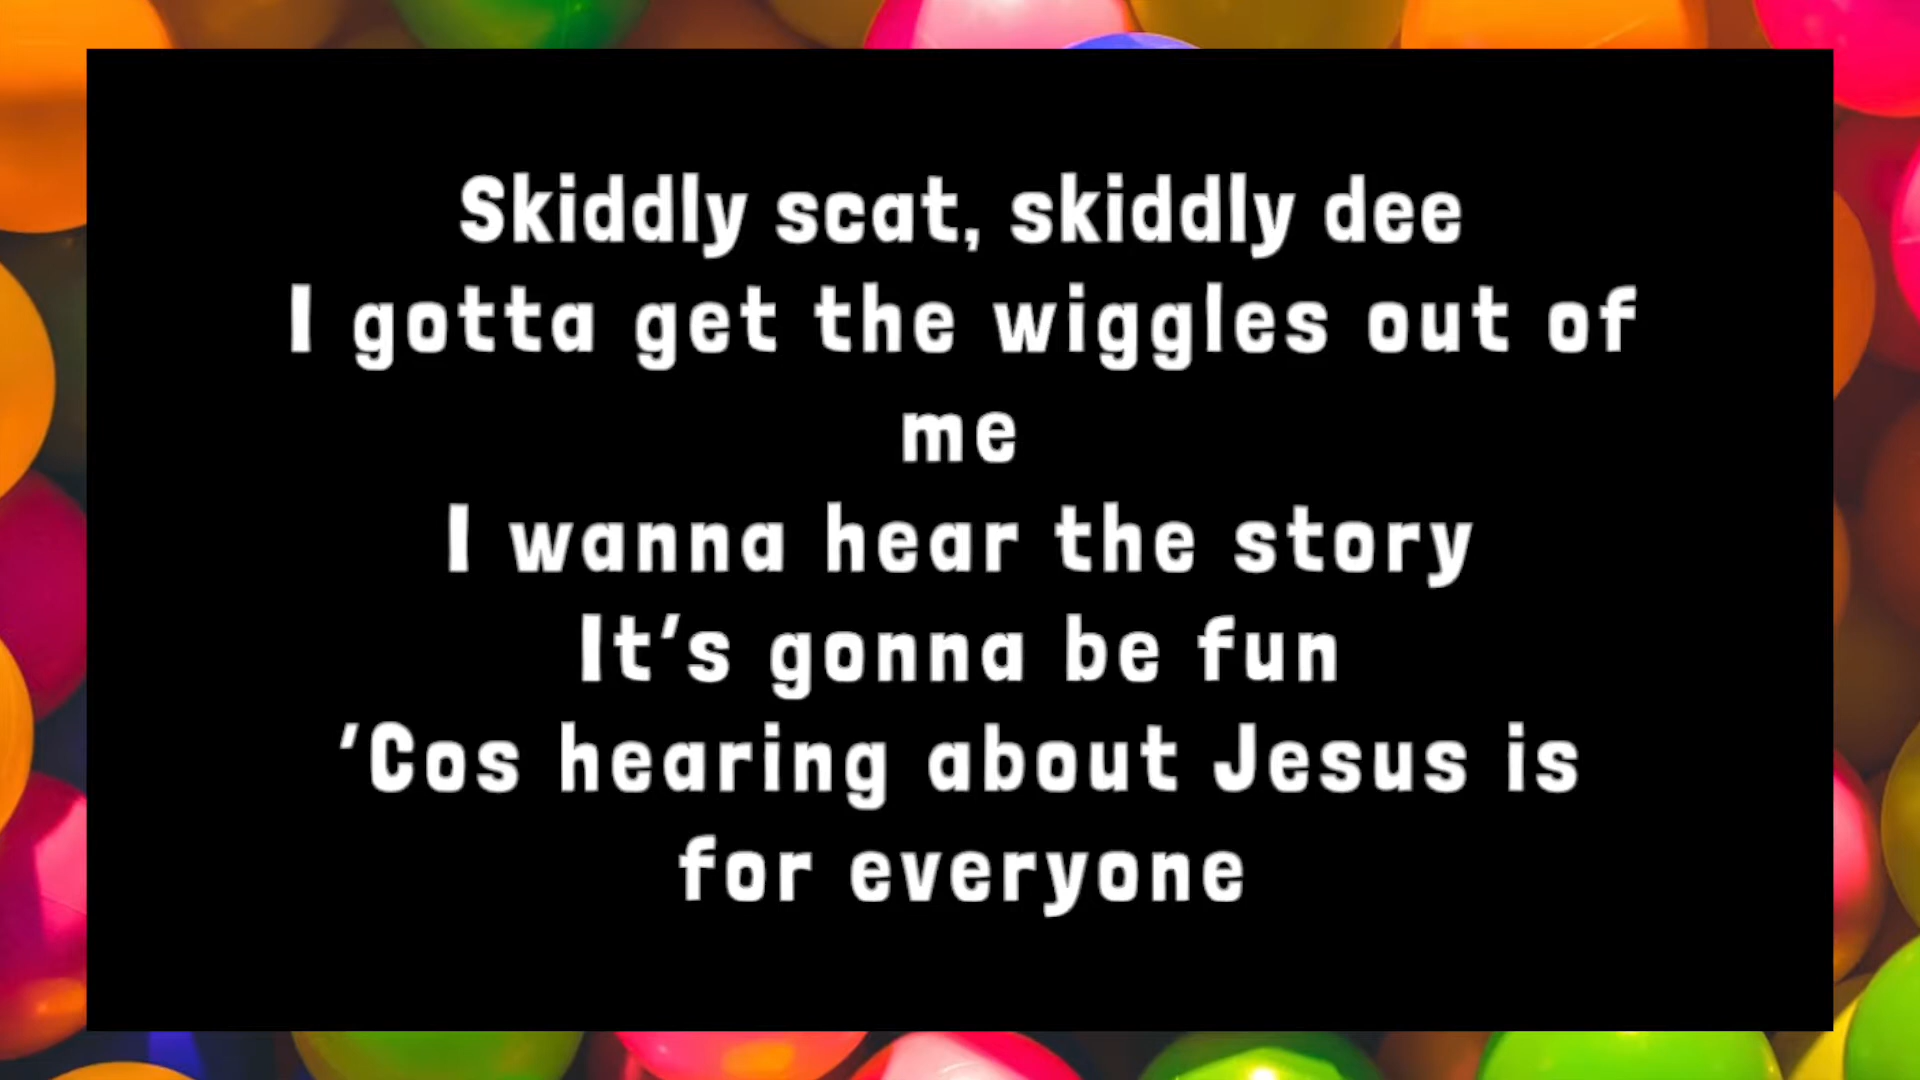 Skiddly scat, skiddly dee
I gotta get the wiggles out of
me
I wanna hear the story
It's gonna be fun
'Cos hearing about Jesus is
for everyone